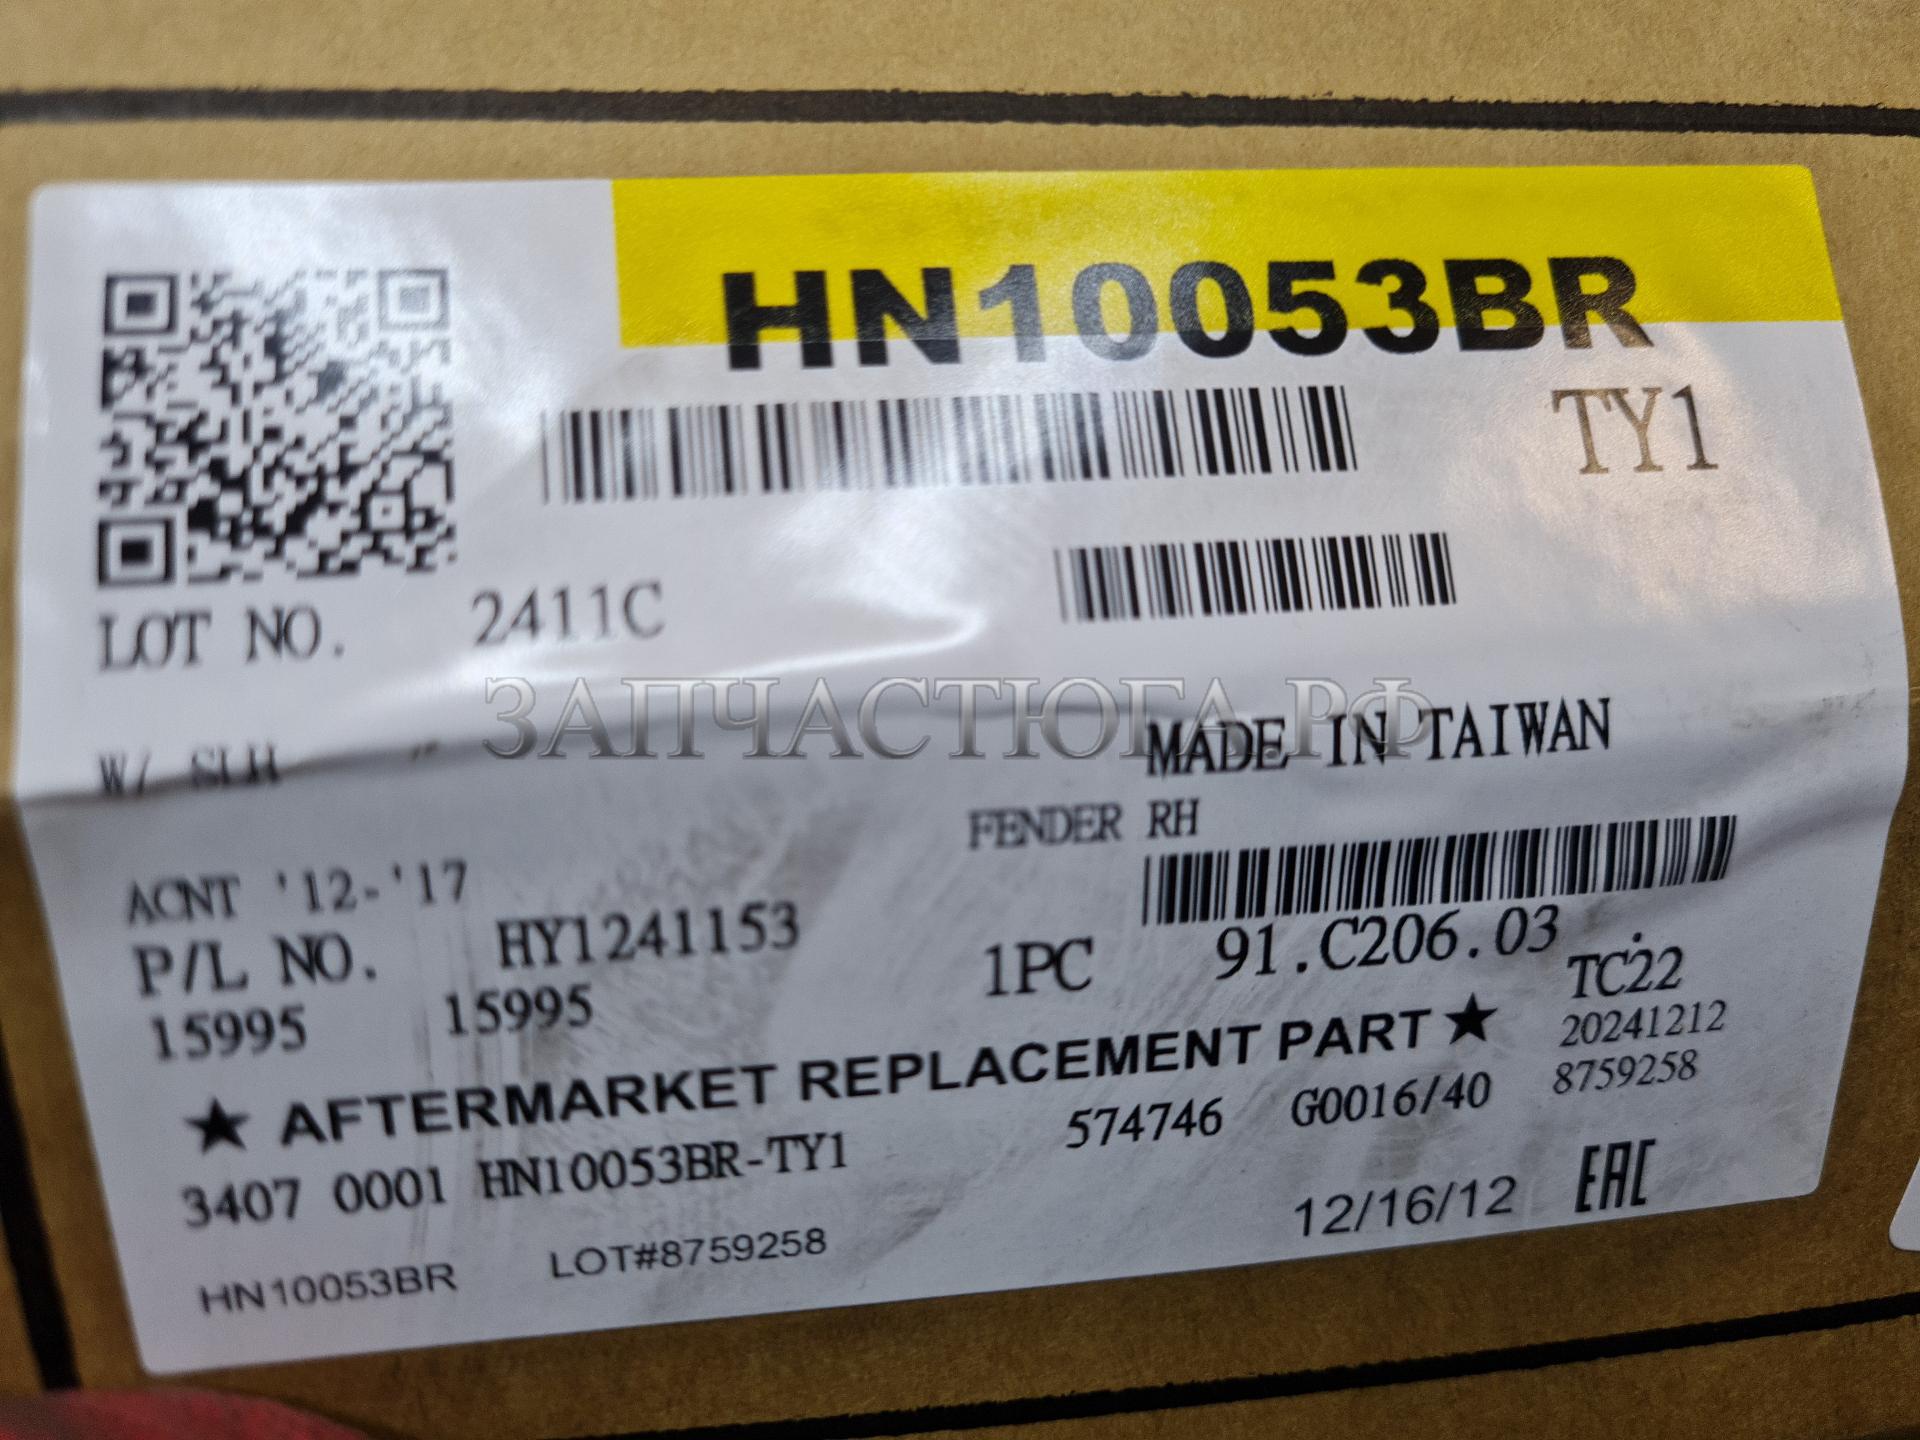 HN10053BR
TY1
LOT NO. 2411C
ЗАПЧАСТЮГА.РФ
MADE IN TAIWAN
W/ SLH
FENDER RH
ACNT '12-'17
P/L NO. HY1241153
1PC 91.C206.03
TC22
15995 15995
20241212
★ AFTERMARKET REPLACEMENT PART ★
8759258
3407 0001 HN10053BR-TY1 574746 G0016/40
HN10053BR LOT#8759258 12/16/12 EAC